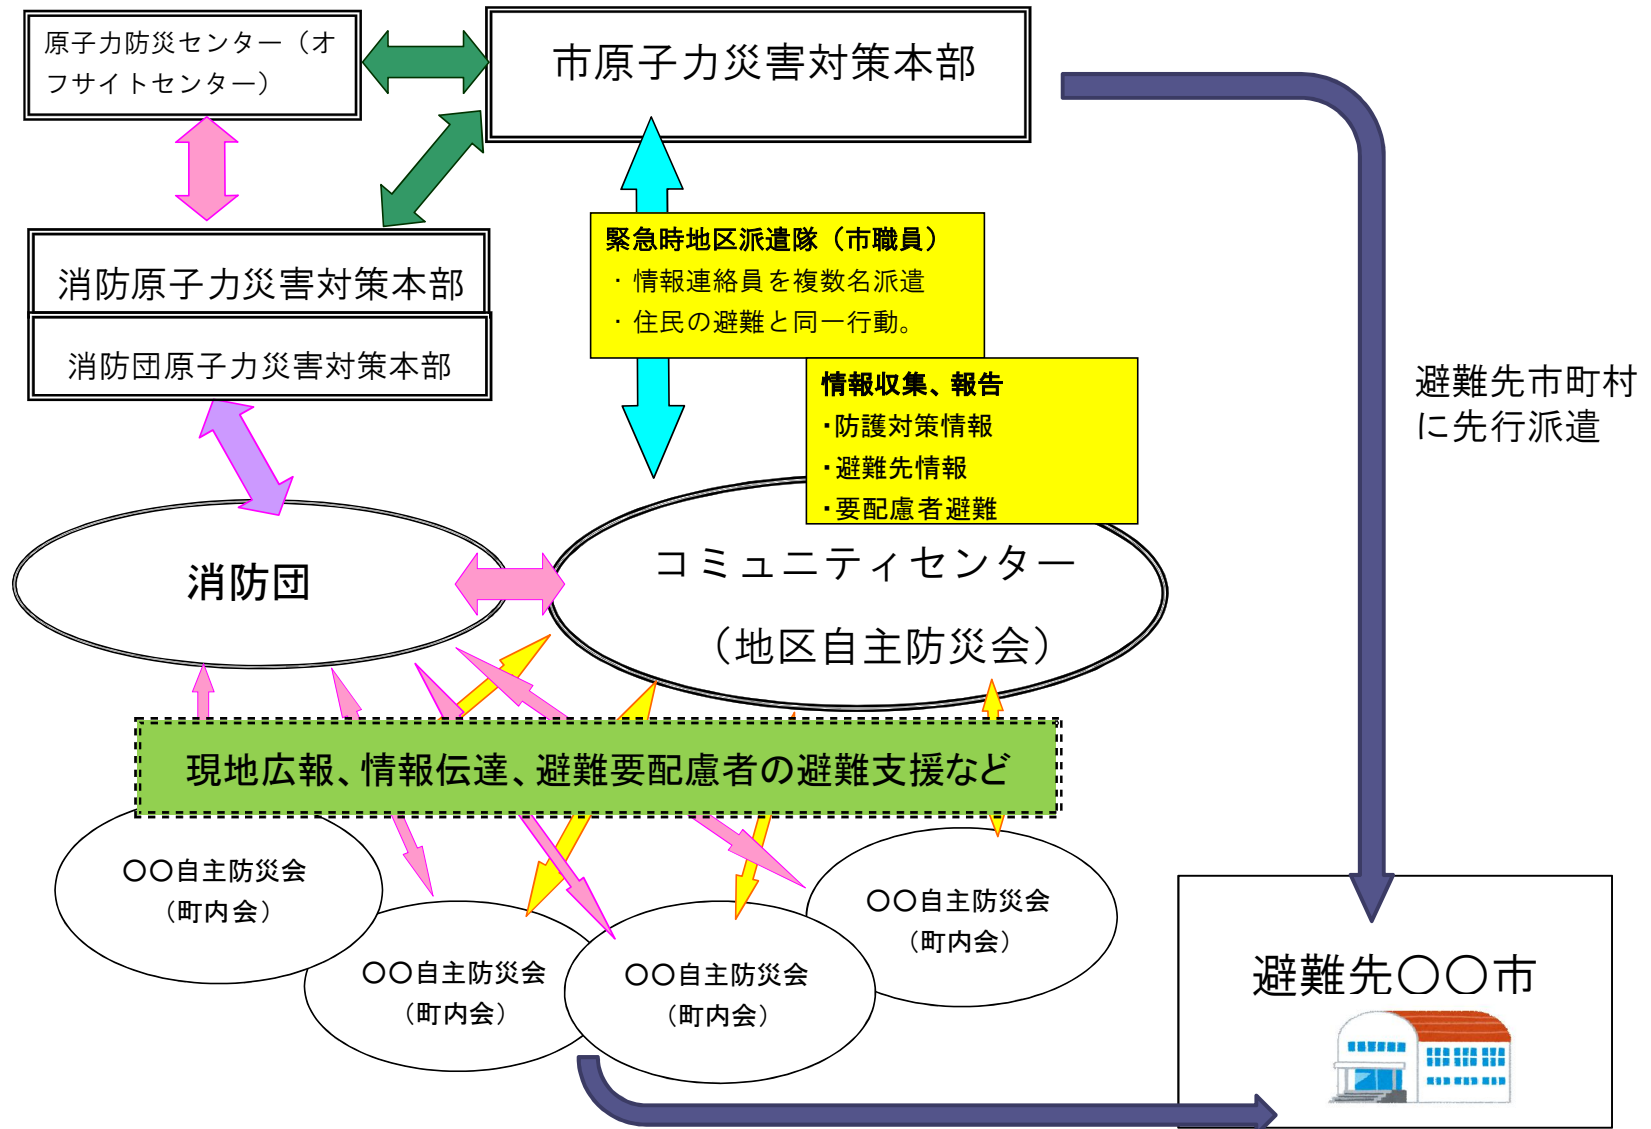 原子力防災センター（オ
フサイトセンター）
市原子力災害対策本部
消防原子力災害対策本部
消防団原子力災害対策本部
緊急時地区派遣隊（市職員）
・情報連絡員を複数名派遣
・住民の避難と同一行動。
情報収集、報告
・防護対策情報
・避難先情報
・要配慮者避難
避難先市町村
に先行派遣
消防団
コミュニティセンター
（地区自主防災会）
現地広報、情報伝達、避難要配慮者の避難支援など
〇〇自主防災会
（町内会）
〇〇自主防災会
（町内会）
〇〇自主防災会
（町内会）
〇〇自主防災会
（町内会）
避難先〇〇市